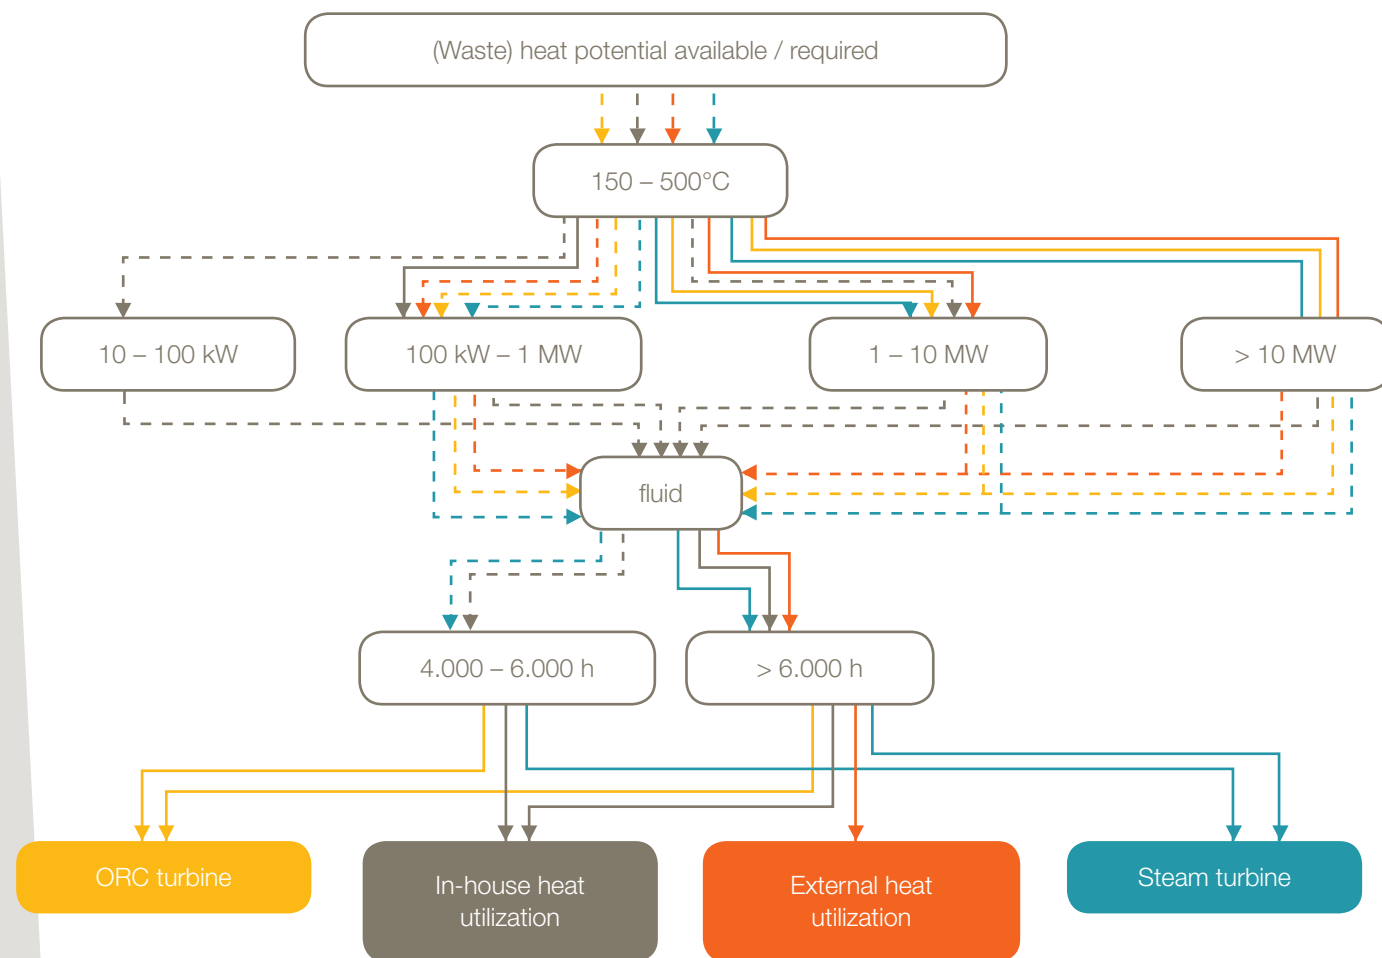 (Waste) heat potential available / required
150 – 500°C
10 – 100 kW
100 kW – 1 MW
1 – 10 MW
> 10 MW
fluid
4.000 – 6.000 h
> 6.000 h
ORC turbine
In-house heat
utilization
External heat
utilization
Steam turbine